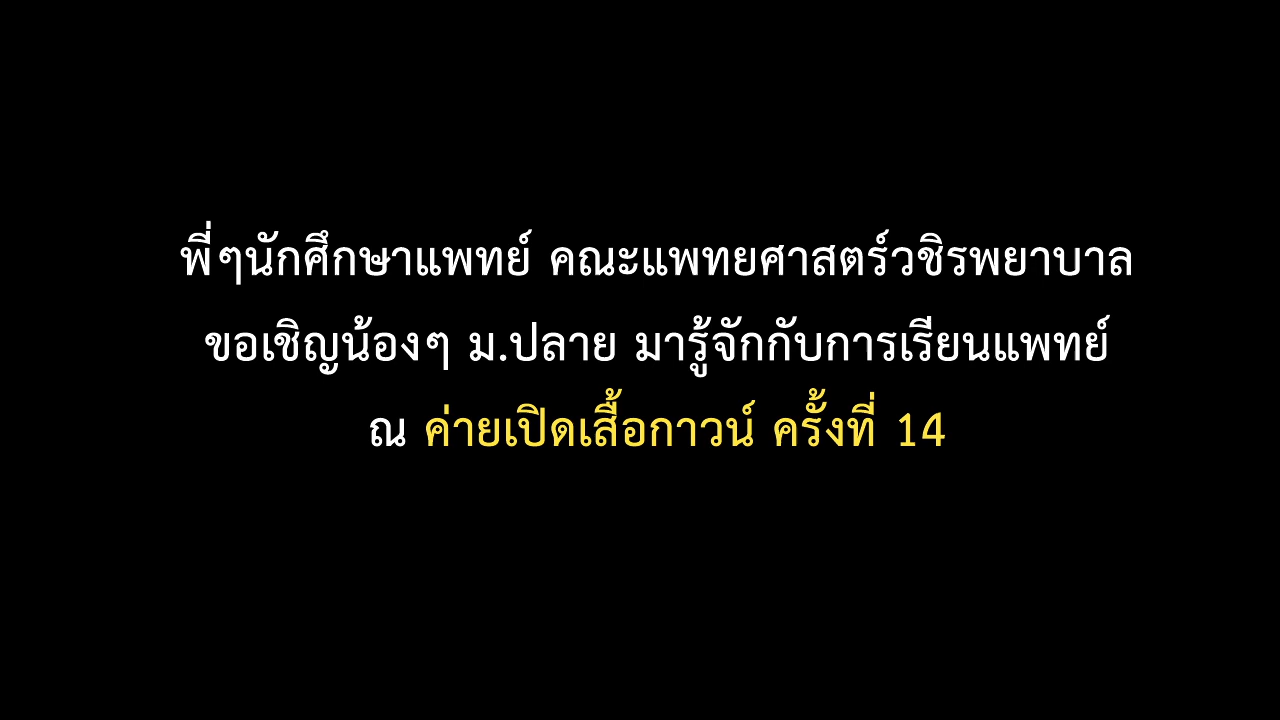 พี่ๆนักศึกษาแพทย์ คณะแพทยศาสตร์วชิรพยาบาล
ขอเชิญน้องๆ ม.ปลาย มารู้จักกับการเรียนแพทย์
ณ ค่ายเปิดเสื้อกาวน์ ครั้งที่ 14